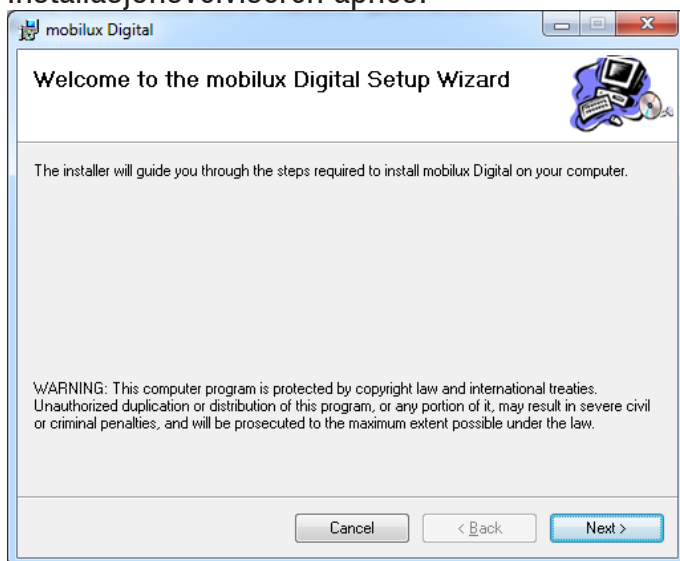 installasjonsveiviseren åpnes.
mobilux Digital
X
Welcome to the mobilux Digital Setup Wizard
The installer will guide you through the steps required to install mobilux Digital on your computer.
WARNING: This computer program is protected by copyright law and international treaties.
Unauthorized duplication or distribution of this program, or any portion of it, may result in severe civil
or criminal penalties, and will be prosecuted to the maximum extent possible under the law.
Cancel < Back Next >